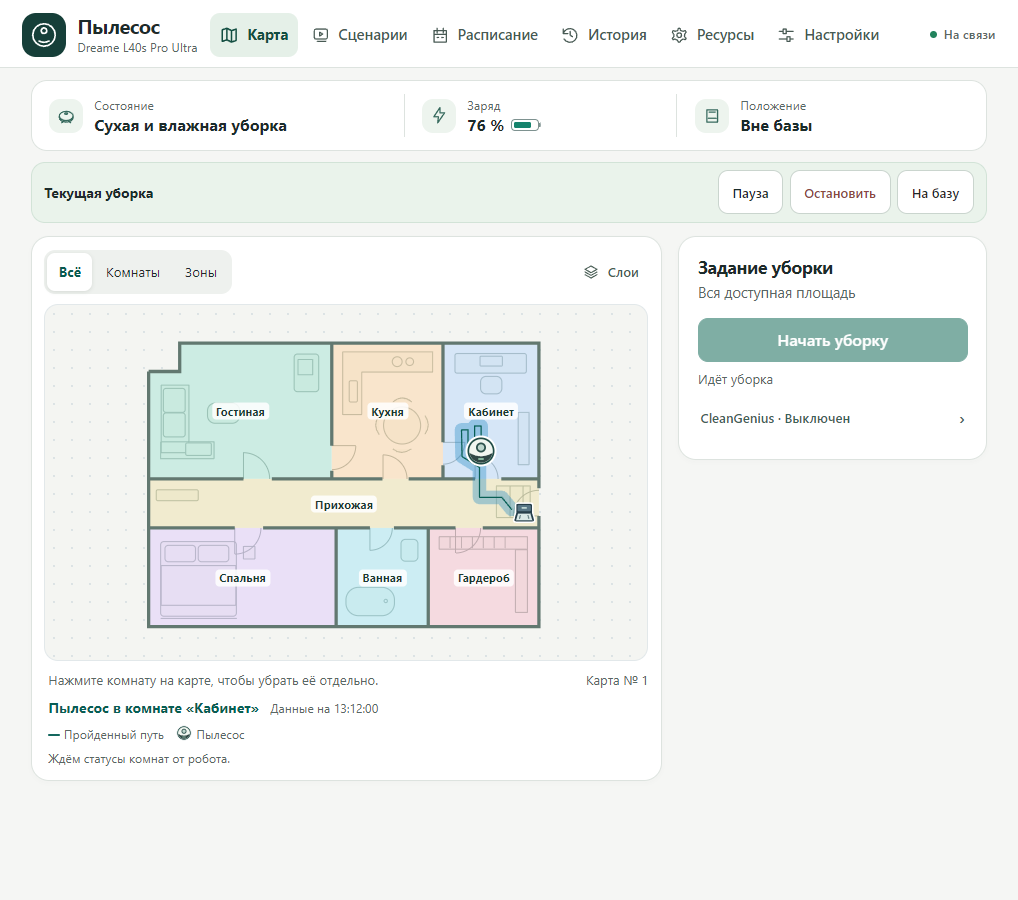 Пылесос
Dreame L40s Pro Ultra
Карта
Сценарии
Расписание
История
Ресурсы
Настройки
На связи
Состояние
Сухая и влажная уборка
Заряд
76 %
Положение
Вне базы
Текущая уборка
Пауза
Остановить
На базу
Всё
Комнаты
Зоны
Слои
Гостиная
Кухня
Кабинет
Прихожая
Спальня
Ванная
Гардероб
Нажмите комнату на карте, чтобы убрать её отдельно.
Карта № 1
Пылесос в комнате «Кабинет» Данные на 13:12:00
Пройденный путь
Пылесос
Ждём статусы комнат от робота.
Задание уборки
Вся доступная площадь
Начать уборку
Идёт уборка
CleanGenius · Выключен ›